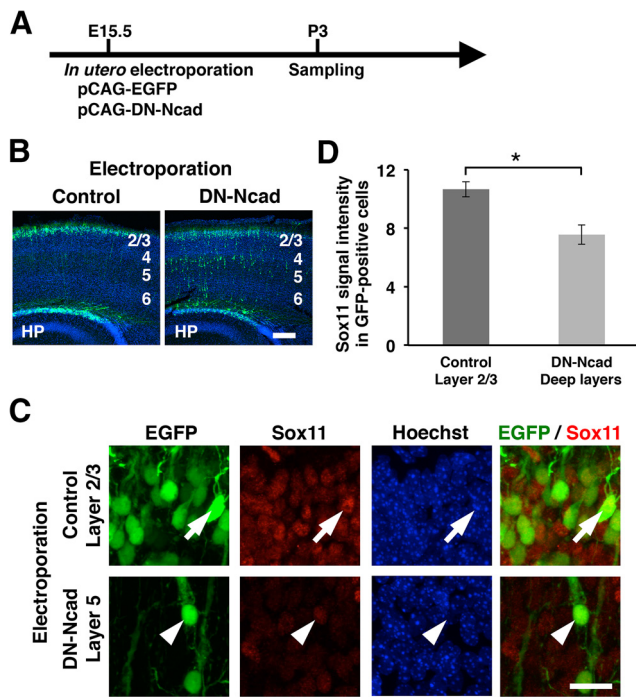 A
E15.5 P3
In utero electroporation Sampling
pCAG-EGFP
pCAG-DN-Ncad
B
Electroporation
Control DN-Ncad
2/3 2/3
4 4
5 5
6 6
HP HP
D
Sox11 signal intensity
in GFP-positive cells
12
8
4
0
*
Control
Layer 2/3
DN-Ncad
Deep layers
C
EGFP Sox11 Hoechst EGFP / Sox11
Electroporation
Control
Layer 2/3
DN-Ncad
Layer 5